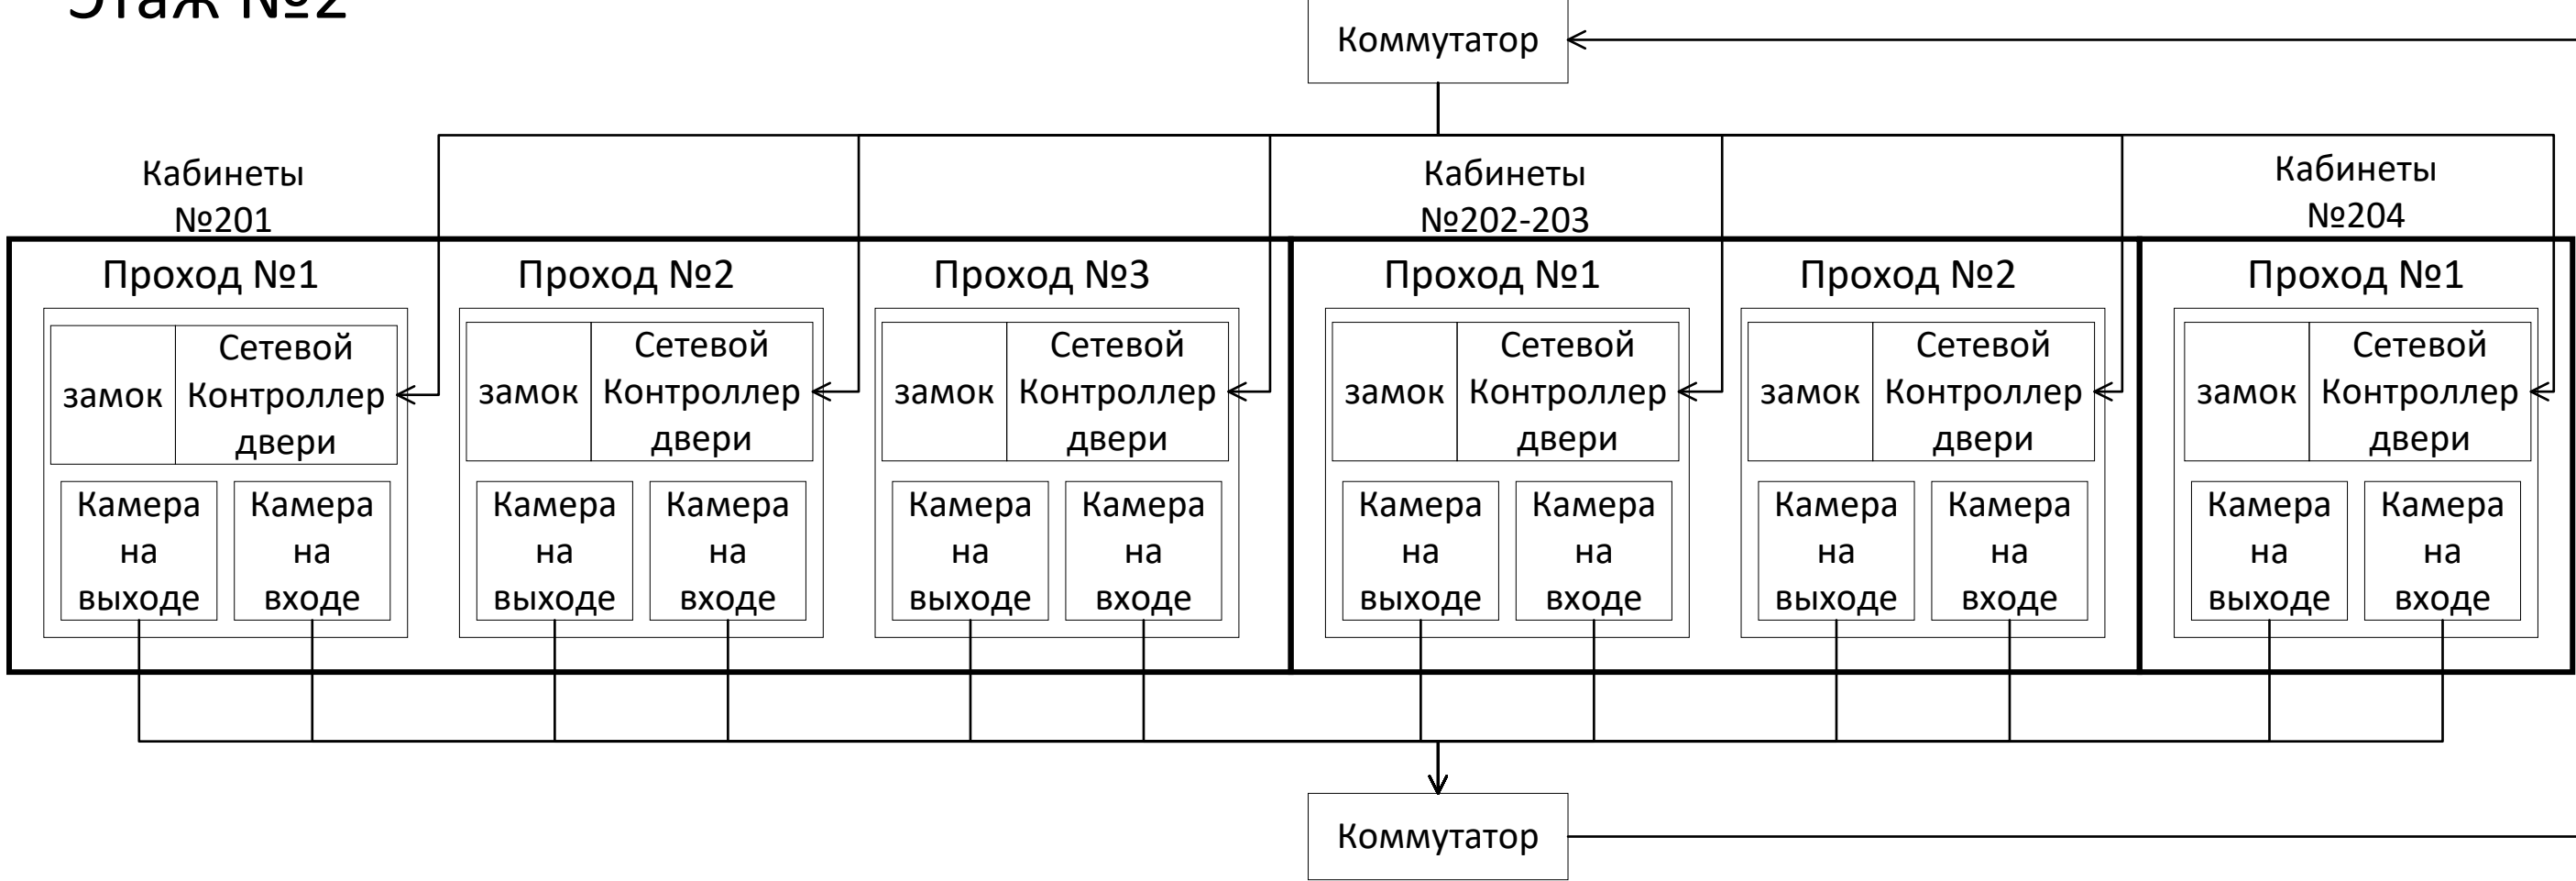 Этаж №2
Коммутатор
Кабинеты
№201
Кабинеты
№202-203
Кабинеты
№204
Проход №1
Проход №2
Проход №3
Проход №1
Проход №2
Проход №1
замок
Сетевой
Контроллер
двери
замок
Сетевой
Контроллер
двери
замок
Сетевой
Контроллер
двери
замок
Сетевой
Контроллер
двери
замок
Сетевой
Контроллер
двери
замок
Сетевой
Контроллер
двери
Камера
на
выходе
Камера
на
входе
Камера
на
выходе
Камера
на
входе
Камера
на
выходе
Камера
на
входе
Камера
на
выходе
Камера
на
входе
Камера
на
выходе
Камера
на
входе
Камера
на
выходе
Камера
на
входе
Коммутатор